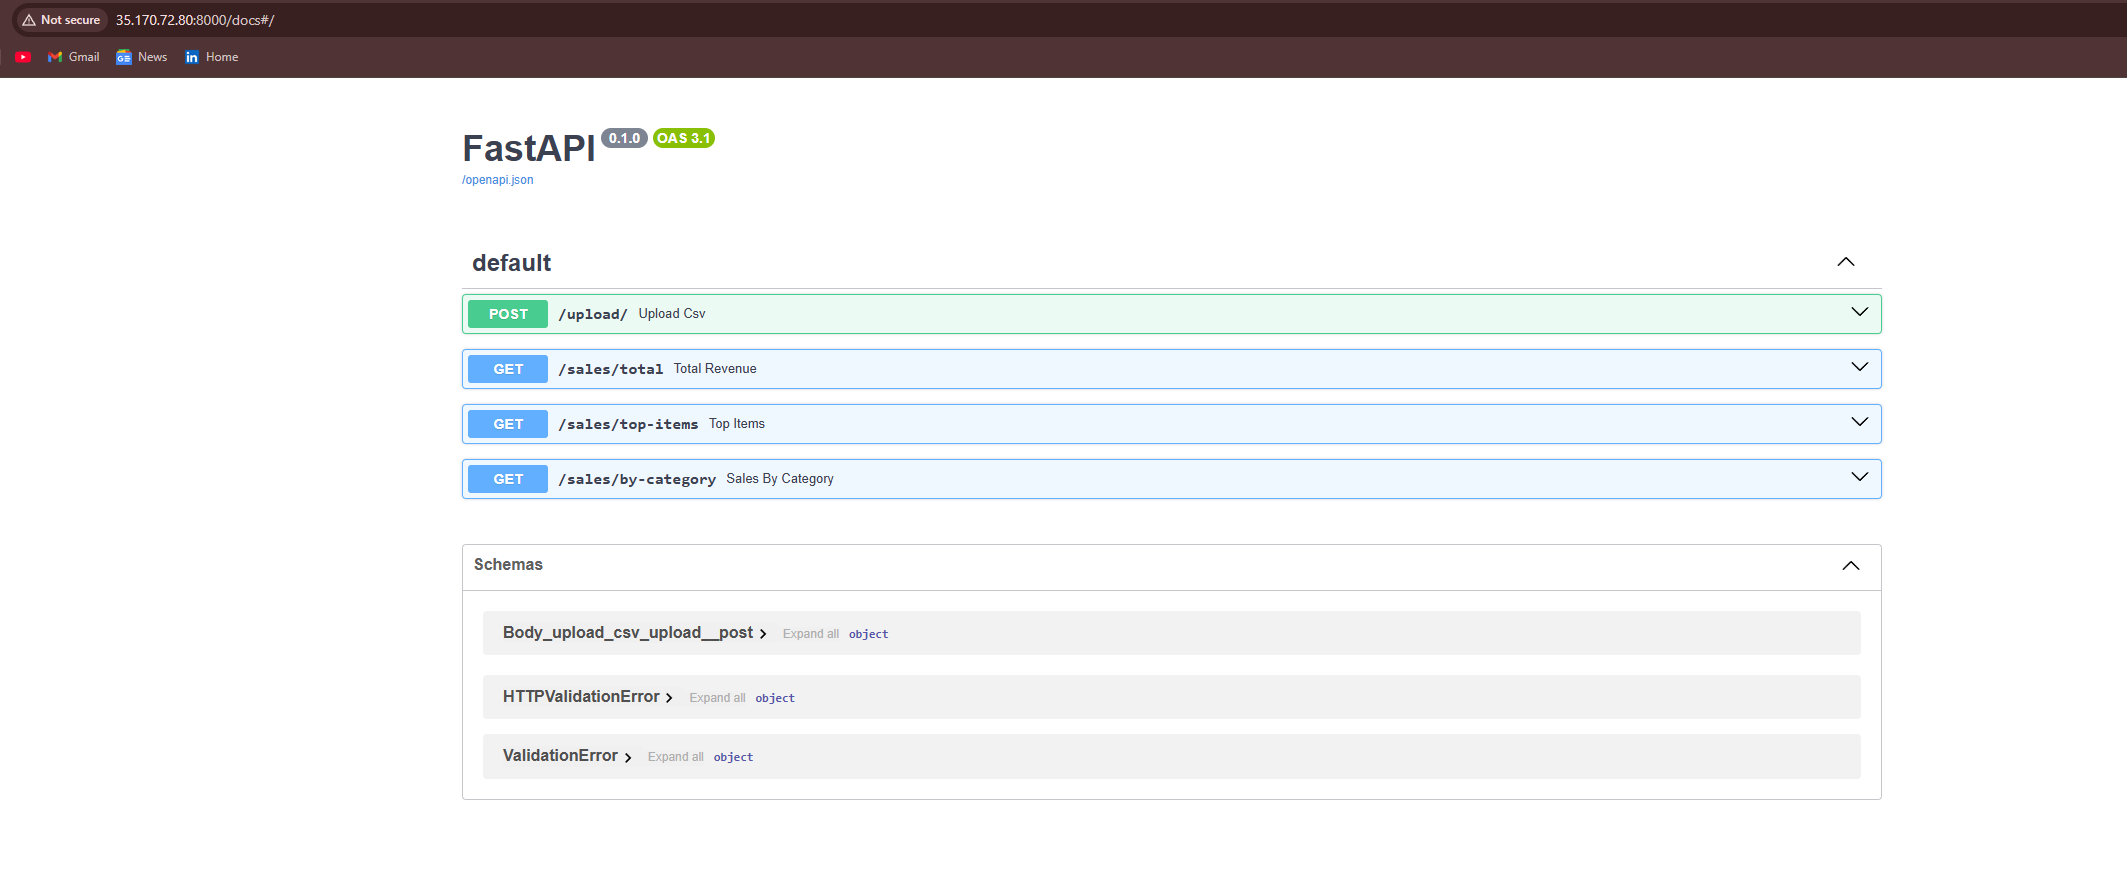 Not secure 35.170.72.80:8000/docs#/
Gmail News Home
FastAPI 0.1.0 OAS 3.1
/openapi.json
default
POST /upload/ Upload Csv
GET /sales/total Total Revenue
GET /sales/top-items Top Items
GET /sales/by-category Sales By Category
Schemas
Body_upload_csv_upload__post Expand all object
HTTPValidationError Expand all object
ValidationError Expand all object